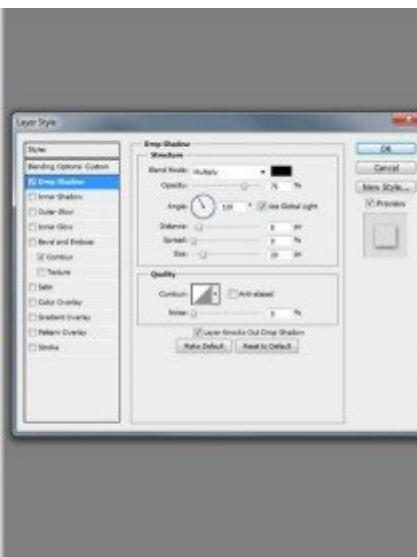 Layer Style
Styles
Blending Options: Custom
Drop Shadow
Inner Shadow
Outer Glow
Inner Glow
Bevel and Emboss
Contour
Texture
Satin
Color Overlay
Gradient Overlay
Pattern Overlay
Stroke
Drop Shadow
Structure
Blend Mode: Multiply
Opacity: 75 %
Angle: ° Use Global Light
Distance: px
Spread: %
Size: px
Quality
Contour: Anti-aliased
Noise: %
Layer Knocks Out Drop Shadow
Make Default Reset to Default
OK
Cancel
New Style...
Preview